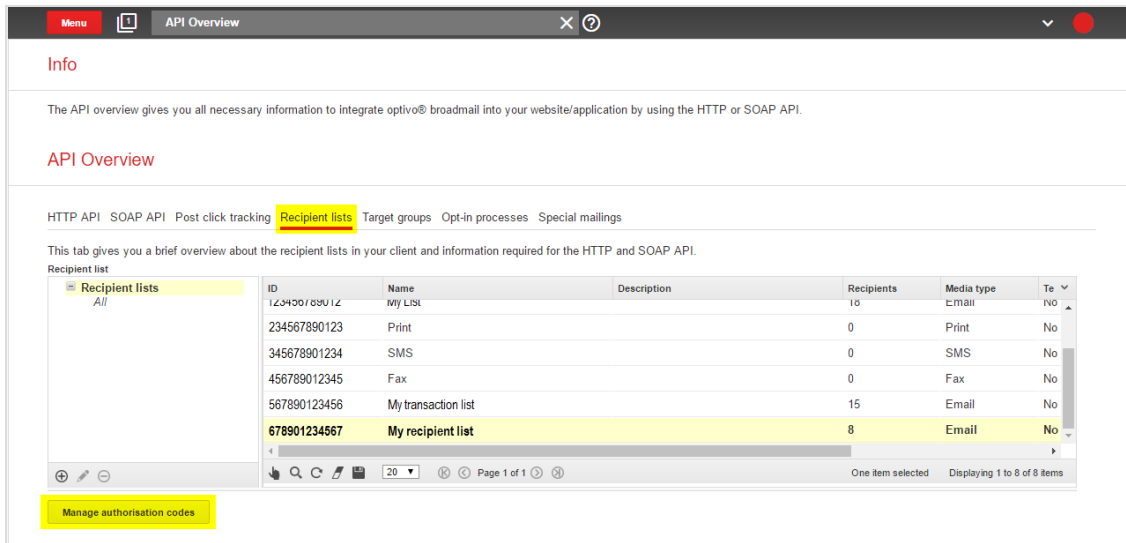 Menu 1 API Overview
Info
The API overview gives you all necessary information to integrate optivo® broadmail into your website/application by using the HTTP or SOAP API.
API Overview
HTTP API SOAP API Post click tracking Recipient lists Target groups Opt-in processes Special mailings
This tab gives you a brief overview about the recipient lists in your client and information required for the HTTP and SOAP API.
Recipient list
Recipient lists
All
ID Name Description Recipients Media type Te
123456789012 My List 18 Email No
234567890123 Print 0 Print No
345678901234 SMS 0 SMS No
456789012345 Fax 0 Fax No
567890123456 My transaction list 15 Email No
678901234567 My recipient list 8 Email No
20 Page 1 of 1 One item selected Displaying 1 to 8 of 8 items
Manage authorisation codes